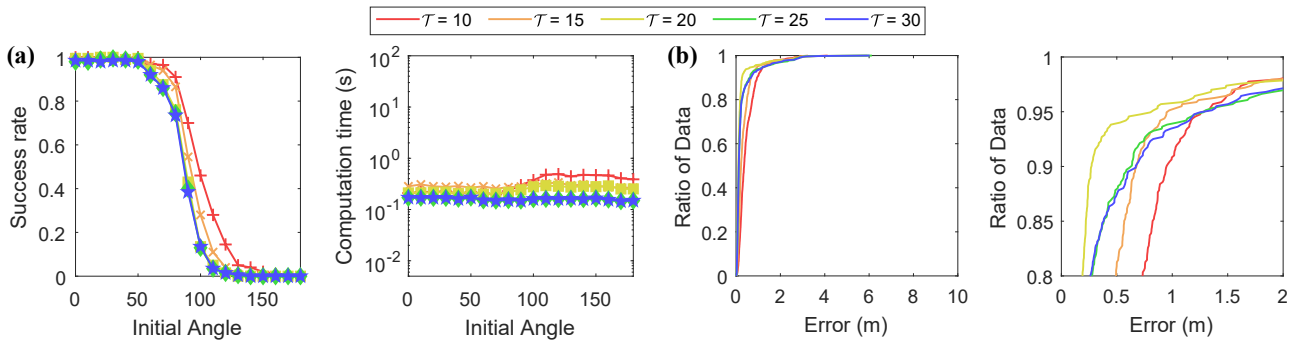 𝒯 = 10 𝒯 = 15 𝒯 = 20 𝒯 = 25 𝒯 = 30
(a)
1
0.8
0.6
0.4
0.2
0
0 50 100 150
Success rate
Initial Angle
10^2
10^0
10^-1
10^-2
0 50 100 150
Computation time (s)
Initial Angle
(b)
1
0.8
0.6
0.4
0.2
0
0 2 4 6 8 10
Ratio of Data
Error (m)
0.95
0.9
0.85
0.8
0 0.5 1 1.5 2
Ratio of Data
Error (m)